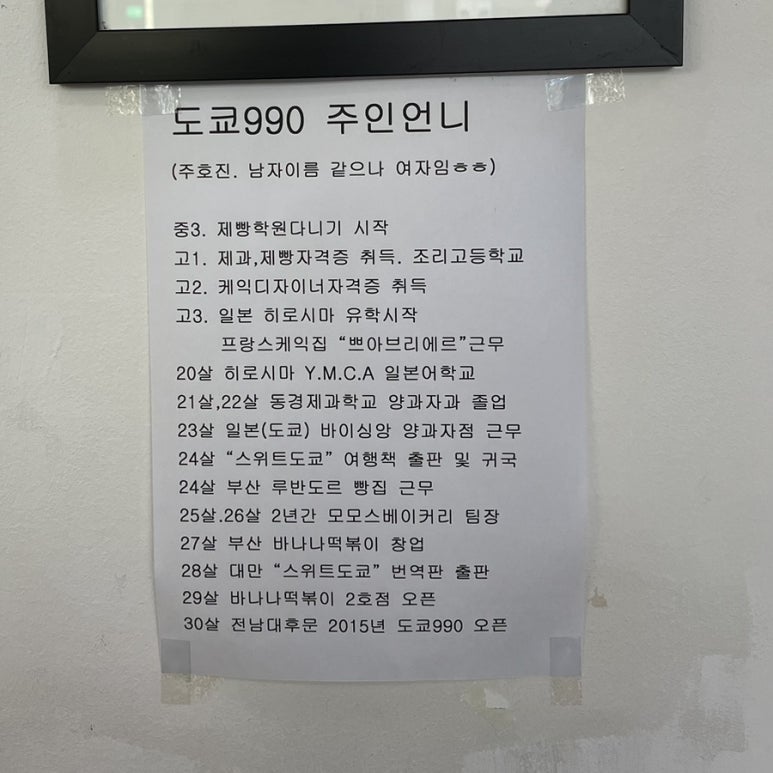 도쿄990 주인언니
(주호진. 남자이름 같으나 여자임ㅎㅎ)
중3. 제빵학원다니기 시작
고1. 제과,제빵자격증 취득. 조리고등학교
고2. 케익디자이너자격증 취득
고3. 일본 히로시마 유학시작
프랑스케익집 “쁘아브리에르”근무
20살 히로시마 Y.M.C.A 일본어학교
21살,22살 동경제과학교 양과자과 졸업
23살 일본(도쿄) 바이싱앙 양과자점 근무
24살 “스위트도쿄” 여행책 출판 및 귀국
24살 부산 루반도르 빵집 근무
25살.26살 2년간 모모스베이커리 팀장
27살 부산 바나나떡볶이 창업
28살 대만 “스위트도쿄” 번역판 출판
29살 바나나떡볶이 2호점 오픈
30살 전남대후문 2015년 도쿄990 오픈